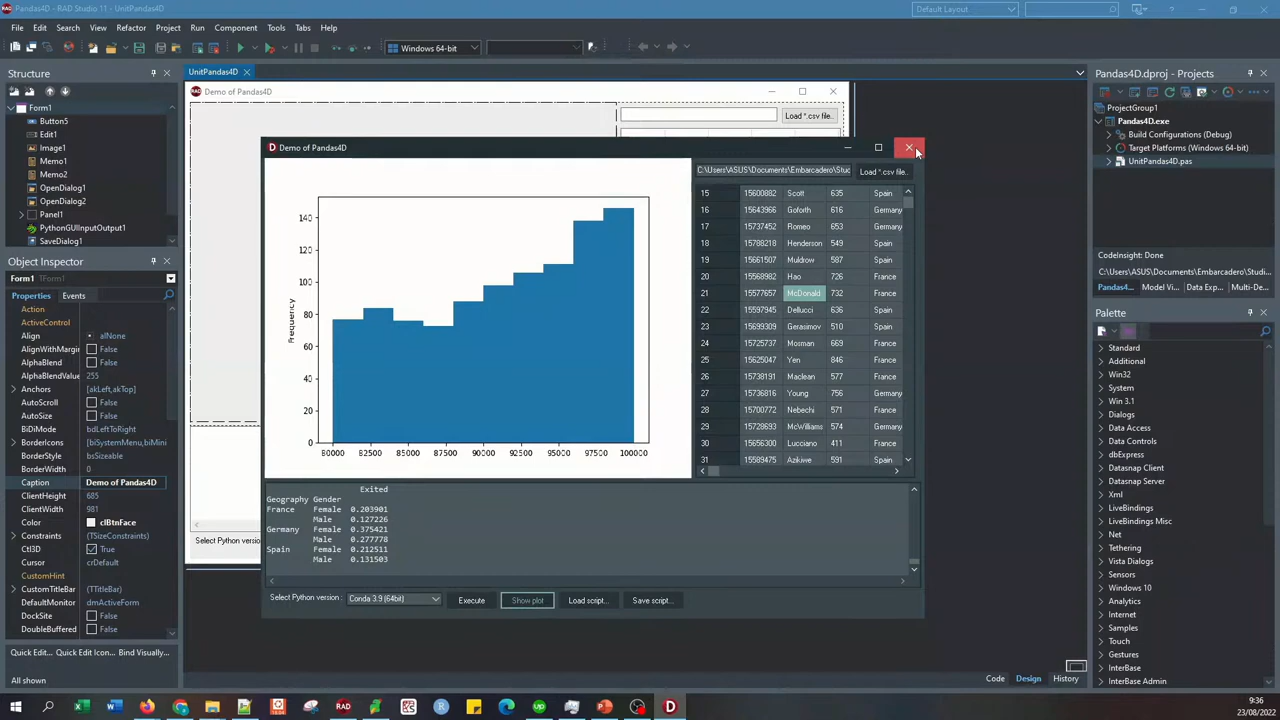 Pandas4D - RAD Studio 11 - UnitPandas4D
Default Layout
File Edit Search View Refactor Project Run Component Tools Tabs Help
Windows 64-bit
Structure
Form1
Button5
Edit1
Image1
Memo1
Memo2
OpenDialog1
OpenDialog2
Panel1
PythonGUIInputOutput1
SaveDialog1
Object Inspector
Form1 TForm1
Properties Events
Action
ActiveControl
Align alNone
AlignWithMargin False
AlphaBlend False
AlphaBlendValue 255
Anchors [akLeft,akTop]
AutoScroll False
AutoSize False
BiDiMode bdLeftToRight
BorderIcons [biSystemMenu,biMini
BorderStyle bsSizeable
BorderWidth 0
Caption Demo of Pandas4D
ClientHeight 685
ClientWidth 981
Color clBtnFace
Constraints (TSizeConstraints)
Ctl3D True
Cursor crDefault
CustomHint
CustomTitleBar (TTitleBar)
DefaultMonitor dmActiveForm
DockSite False
DoubleBuffered False
Quick Edit... Quick Edit Icon... Bind Visually...
All shown
UnitPandas4D
Demo of Pandas4D
Load *.csv file..
Select Python versio
Demo of Pandas4D
C:\Users\ASUS\Documents\Embarcadero\Stud
Load *.csv file..
Frequency
140
120
100
80
60
40
20
0
80000 82500 85000 87500 90000 92500 95000 97500 100000
15 15600882 Scott 635 Spain
16 15643966 Goforth 616 Germany
17 15737452 Romeo 653 Germany
18 15788218 Henderson 549 Spain
19 15661507 Muldrow 587 Spain
20 15568982 Hao 726 France
21 15577657 McDonald 732 France
22 15597945 Dellucci 636 Spain
23 15699309 Gerasimov 510 Spain
24 15725737 Mosman 669 France
25 15625047 Yen 846 France
26 15738191 Maclean 577 France
27 15736816 Young 756 Germany
28 15700772 Nebechi 571 France
29 15728693 McWilliams 574 Germany
30 15656300 Lucciano 411 France
31 15589475 Azikiwe 591 Spain
Exited
Geography Gender
France Female 0.203901
Male 0.127226
Germany Female 0.375421
Male 0.277778
Spain Female 0.212511
Male 0.131503
Select Python version : Conda 3.9 (64bit) Execute Show plot Load script... Save script...
Code Design History
Pandas4D.dproj - Projects
ProjectGroup1
Pandas4D.exe
Build Configurations (Debug)
Target Platforms (Windows 64-bit)
UnitPandas4D.pas
CodeInsight: Done
C:\Users\ASUS\Documents\Embarcadero\Studi
Pandas4... Model Vi... Data Exp... Multi-De...
Palette
Standard
Additional
Win32
System
Win 3.1
Dialogs
Data Access
Data Controls
dbExpress
Datasnap Client
Datasnap Server
Xml
LiveBindings
LiveBindings Misc
Net
Tethering
Vista Dialogs
Sensors
Windows 10
Analytics
Internet
Samples
Touch
Gestures
InterBase
InterBase Admin
9:36
23/08/2022